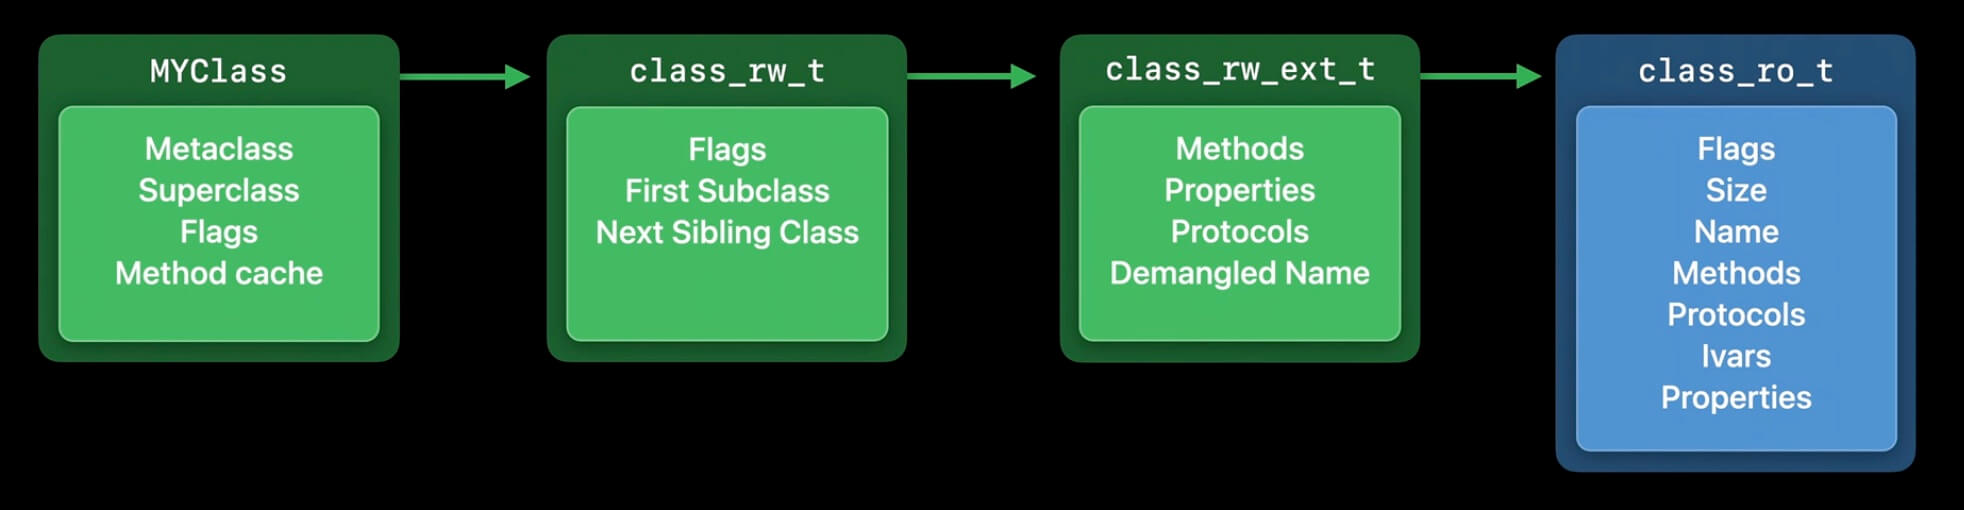 MYClass
Metaclass
Superclass
Flags
Method cache
class_rw_t
Flags
First Subclass
Next Sibling Class
class_rw_ext_t
Methods
Properties
Protocols
Demangled Name
class_ro_t
Flags
Size
Name
Methods
Protocols
Ivars
Properties